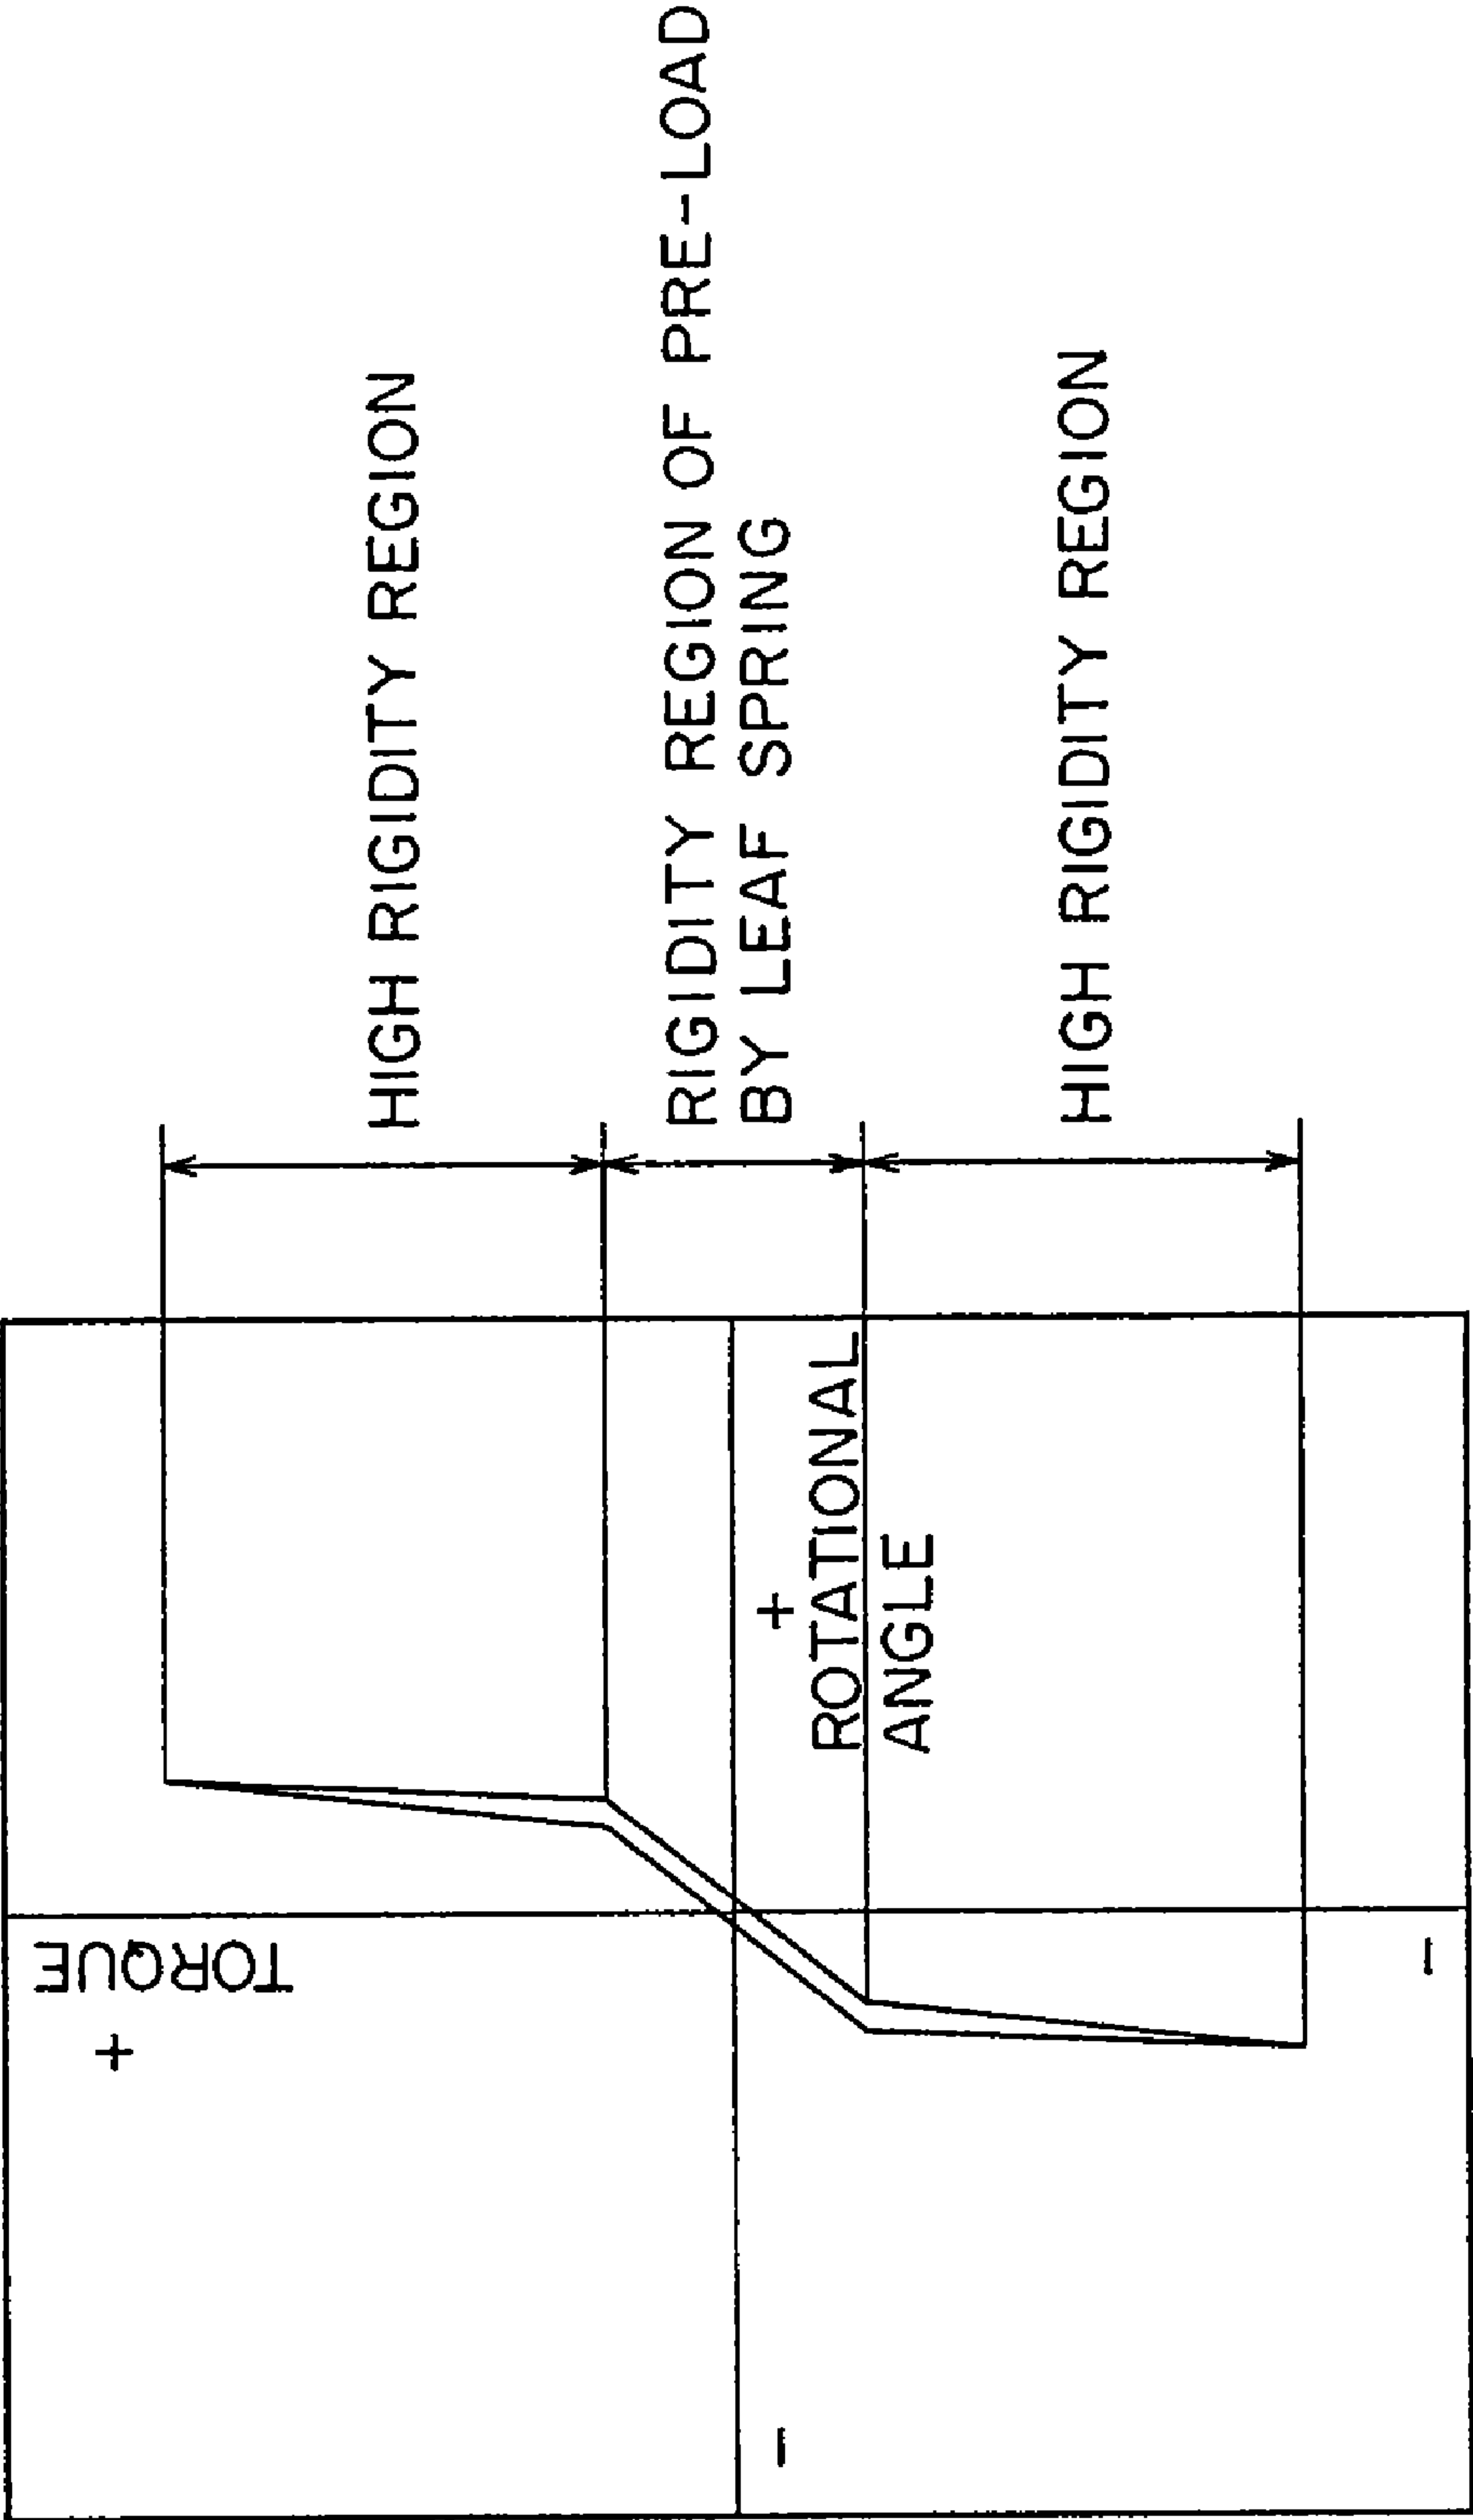 +
TORQUE
HIGH RIGIDITY REGION
RIGIDITY REGION OF PRE-LOAD
BY LEAF SPRING
-
+
ROTATIONAL
ANGLE
HIGH RIGIDITY REGION
-